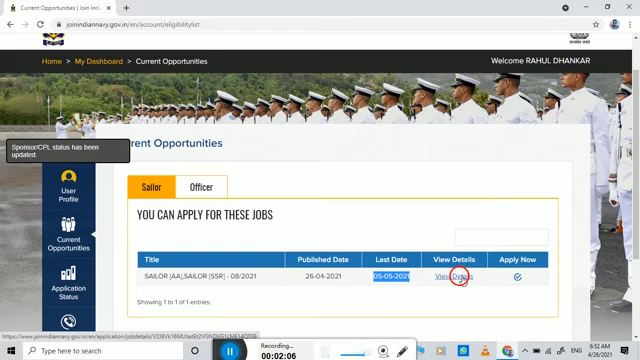 Current Opportunities | Join Indi
joinindiannavy.gov.in/en/account/eligibilitylist
Home > My Dashboard > Current Opportunities
Welcome RAHUL DHANKAR
Sponsor/CPL status has been
updated.
rent Opportunities
User
Profile
Current
Opportunities
Application
Status
Sailor
Officer
YOU CAN APPLY FOR THESE JOBS
Title Published Date Last Date View Details Apply Now
SAILOR [AA],SAILOR [SSR] - 08/2021 26-04-2021 05-05-2021 View Details
Showing 1 to 1 of 1 entries.
Type here to search
Recording...
00:02:06
ENG
6:52 AM
4/26/2021